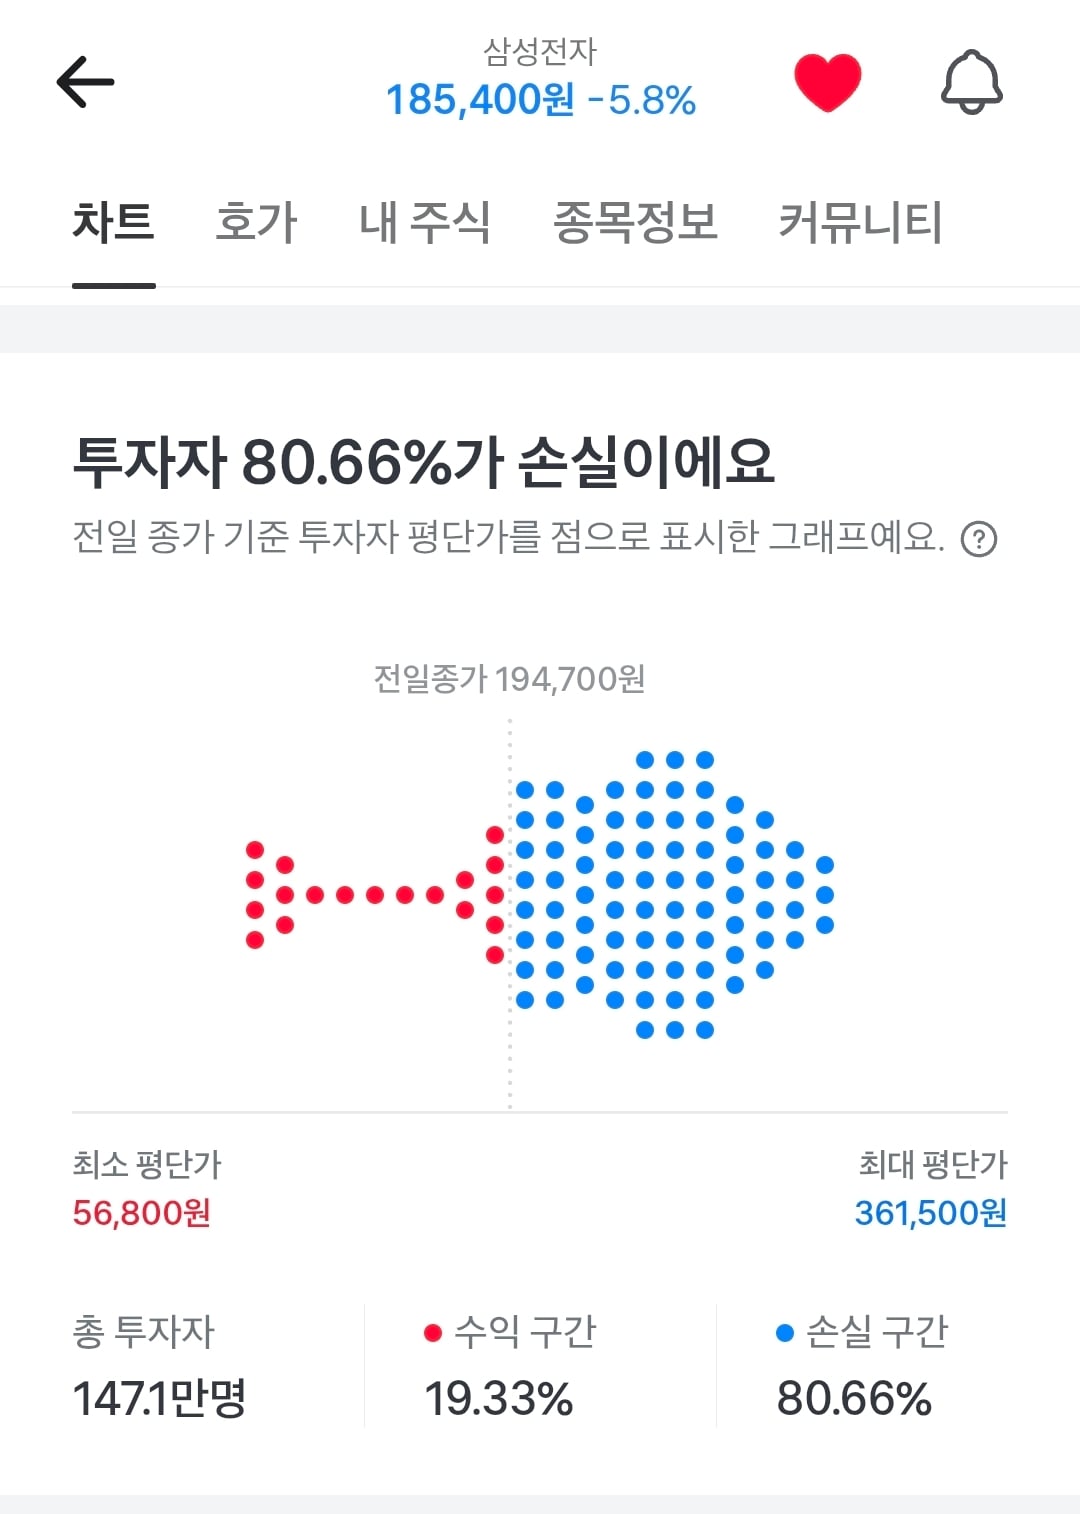 삼성전자
185,400원 -5.8%
차트 호가 내 주식 종목정보 커뮤니티
투자자 80.66%가 손실이에요
전일 종가 기준 투자자 평단가를 점으로 표시한 그래프예요. ?
전일종가 194,700원
최소 평단가 최대 평단가
56,800원 361,500원
총 투자자 수익 구간 손실 구간
147.1만명 19.33% 80.66%